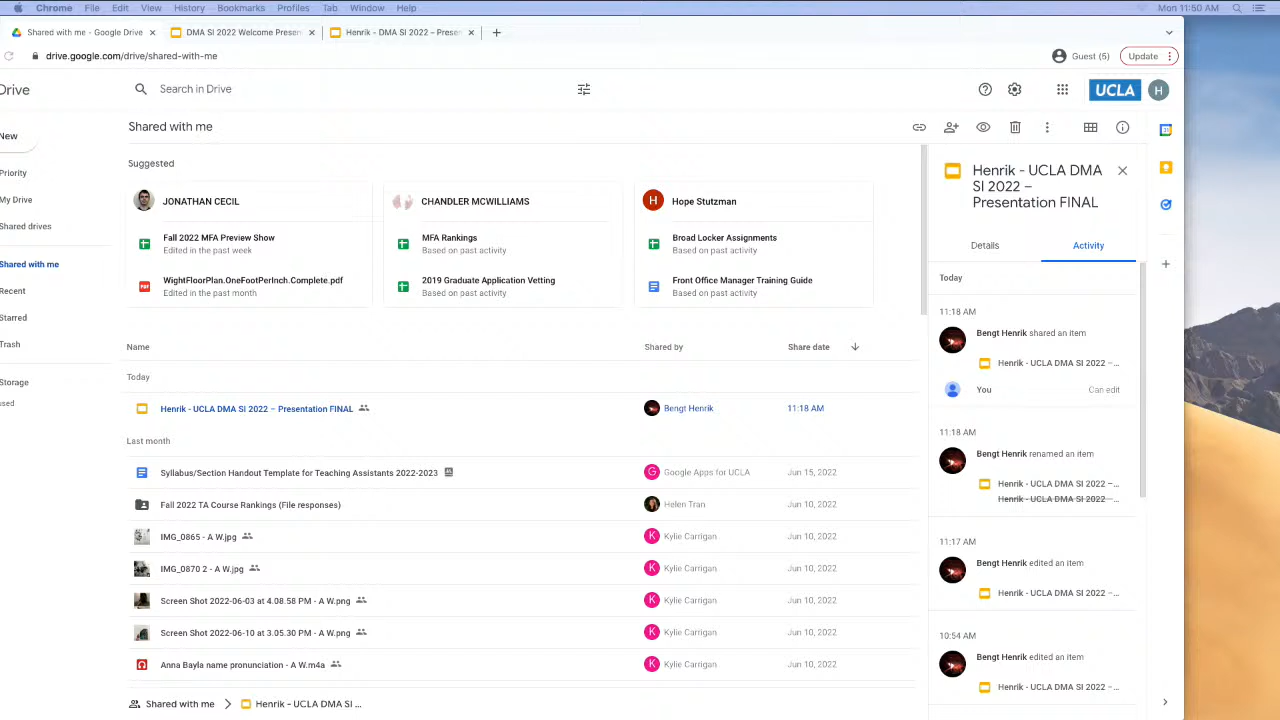 Chrome File Edit View History Bookmarks Profiles Tab Window Help Mon 11:50 AM
Shared with me - Google Drive DMA SI 2022 Welcome Presen Henrik - DMA SI 2022 – Presen
drive.google.com/drive/shared-with-me Guest (5) Update
Drive Search in Drive UCLA H
New
Priority
My Drive
Shared drives
Shared with me
Recent
Starred
Trash
Storage
used
Shared with me
Suggested
JONATHAN CECIL
Fall 2022 MFA Preview Show
Edited in the past week
PDF WightFloorPlan.OneFootPerInch.Complete.pdf
Edited in the past month
CHANDLER MCWILLIAMS
MFA Rankings
Based on past activity
2019 Graduate Application Vetting
Based on past activity
H Hope Stutzman
Broad Locker Assignments
Based on past activity
Front Office Manager Training Guide
Based on past activity
Name Shared by Share date
Today
Henrik - UCLA DMA SI 2022 – Presentation FINAL Bengt Henrik 11:18 AM
Last month
Syllabus/Section Handout Template for Teaching Assistants 2022-2023 G Google Apps for UCLA Jun 15, 2022
Fall 2022 TA Course Rankings (File responses) Helen Tran Jun 10, 2022
IMG_0865 - A W.jpg K Kylie Carrigan Jun 10, 2022
IMG_0870 2 - A W.jpg K Kylie Carrigan Jun 10, 2022
Screen Shot 2022-06-03 at 4.08.58 PM - A W.png K Kylie Carrigan Jun 10, 2022
Screen Shot 2022-06-10 at 3.05.30 PM - A W.png K Kylie Carrigan Jun 10, 2022
Anna Bayla name pronunciation - A W.m4a K Kylie Carrigan Jun 10, 2022
Shared with me Henrik - UCLA DMA SI ...
Henrik - UCLA DMA
SI 2022 –
Presentation FINAL
Details Activity
Today
11:18 AM
Bengt Henrik shared an item
Henrik - UCLA DMA SI 2022 –...
You Can edit
11:18 AM
Bengt Henrik renamed an item
Henrik - UCLA DMA SI 2022 –...
Henrik - UCLA DMA SI 2022 –...
11:17 AM
Bengt Henrik edited an item
Henrik - UCLA DMA SI 2022 –...
10:54 AM
Bengt Henrik edited an item
Henrik - UCLA DMA SI 2022 –...
31